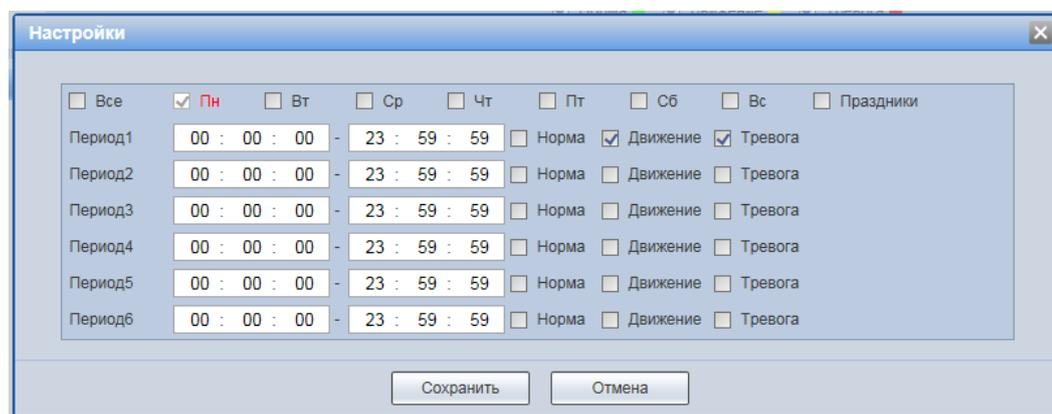 Настройки
Все Пн Вт Ср Чт Пт Сб Вс Праздники
Период1 00 : 00 : 00 - 23 : 59 : 59 Норма Движение Тревога
Период2 00 : 00 : 00 - 23 : 59 : 59 Норма Движение Тревога
Период3 00 : 00 : 00 - 23 : 59 : 59 Норма Движение Тревога
Период4 00 : 00 : 00 - 23 : 59 : 59 Норма Движение Тревога
Период5 00 : 00 : 00 - 23 : 59 : 59 Норма Движение Тревога
Период6 00 : 00 : 00 - 23 : 59 : 59 Норма Движение Тревога
Сохранить Отмена